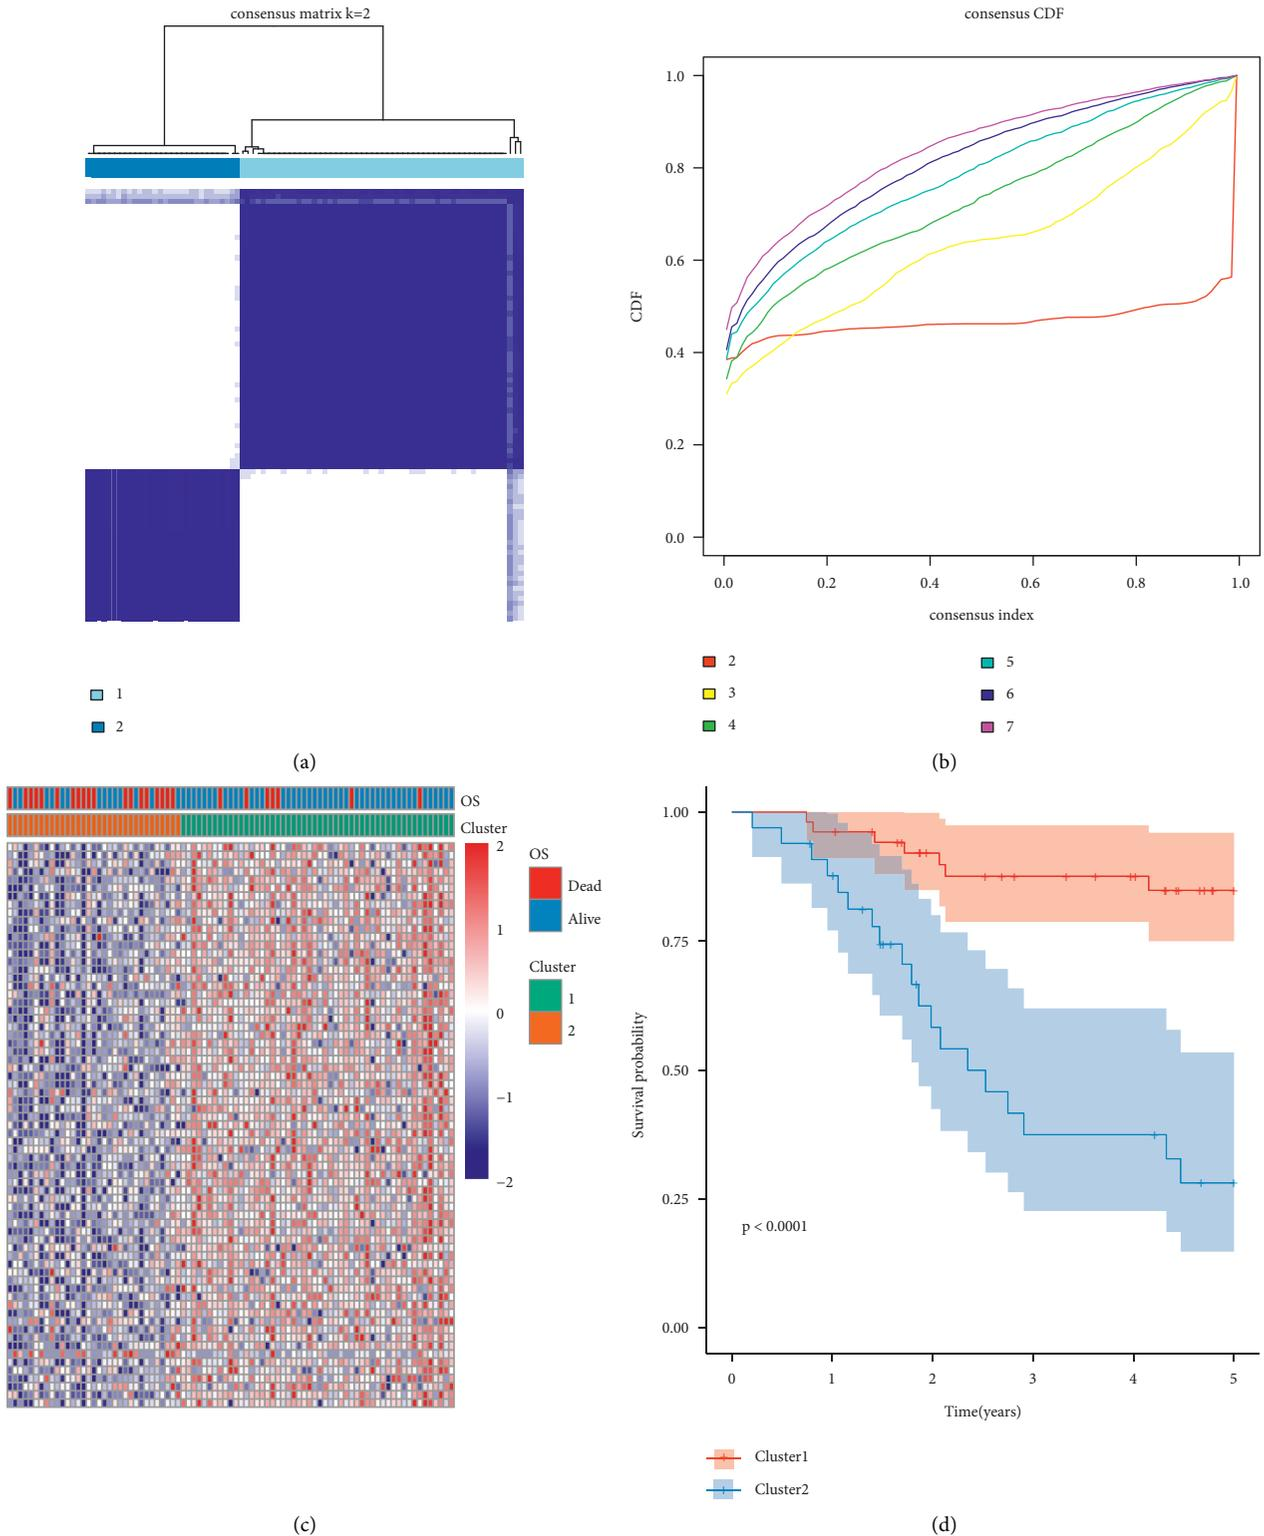 consensus matrix k=2
1
2
(a)
consensus CDF
1.0
0.8
0.6
0.4
0.2
0.0
CDF
0.0 0.2 0.4 0.6 0.8 1.0
consensus index
2 5
3 6
4 7
(b)
OS
Cluster
2
1
0
−1
−2
OS
Dead
Alive
Cluster
1
2
(c)
1.00
0.75
0.50
0.25
0.00
Survival probability
p < 0.0001
0 1 2 3 4 5
Time(years)
Cluster1
Cluster2
(d)